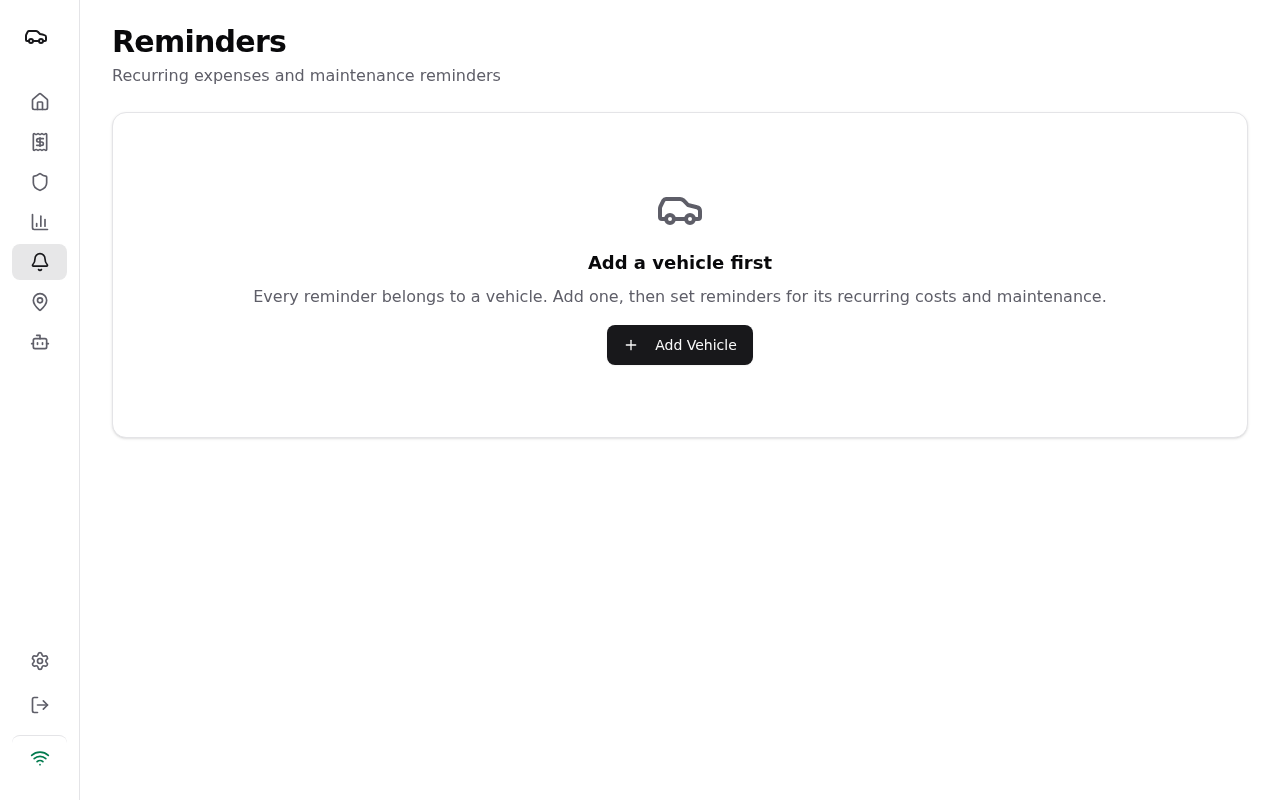 Reminders
Recurring expenses and maintenance reminders
Add a vehicle first
Every reminder belongs to a vehicle. Add one, then set reminders for its recurring costs and maintenance.
Add Vehicle